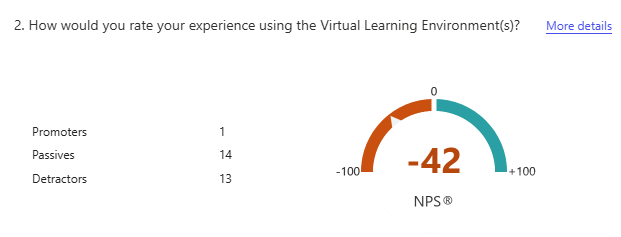 2. How would you rate your experience using the Virtual Learning Environment(s)? More details
0
Promoters 1
Passives 14
Detractors 13
-42
-100 +100
NPS®